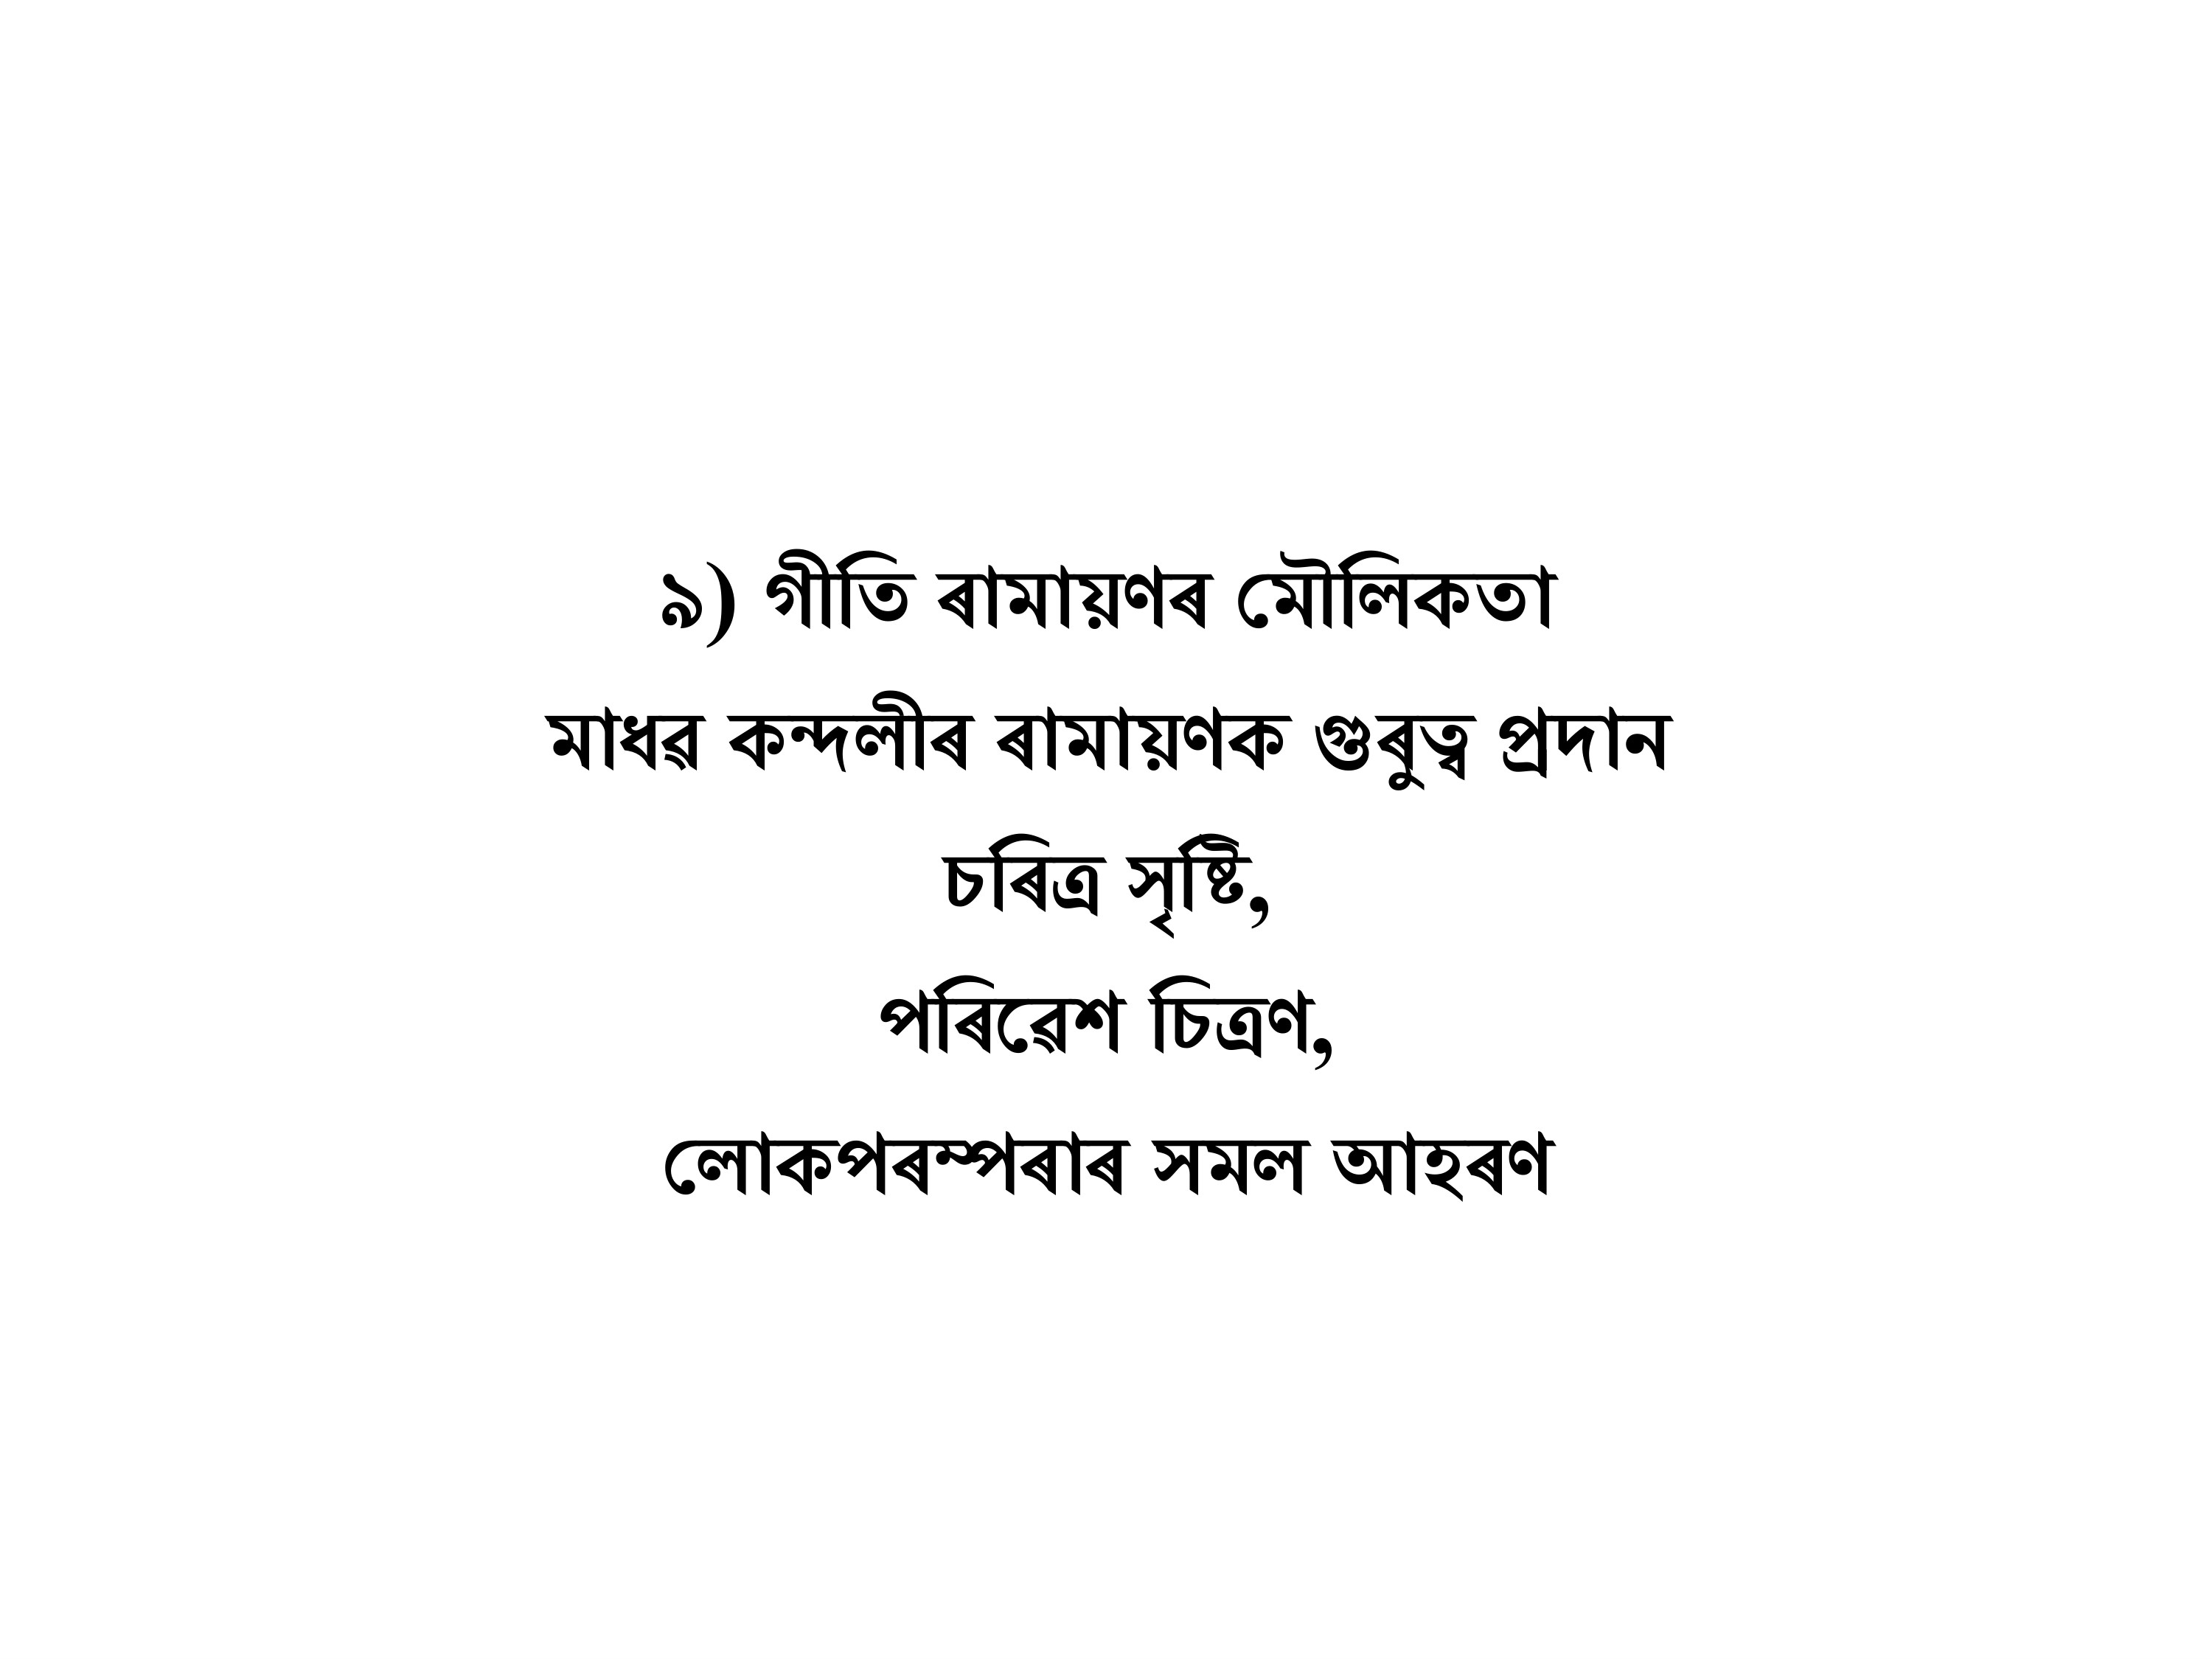 ৯) গীতি ৰামায়ণৰ মৌলিকতা
মাধৱ কন্দলীৰ ৰামায়ণক গুৰুত্ব প্ৰদান
চৰিত্ৰ সৃষ্টি,
পৰিৱেশ চিত্ৰণ,
লোকপৰম্পৰাৰ সমল আহৰণ